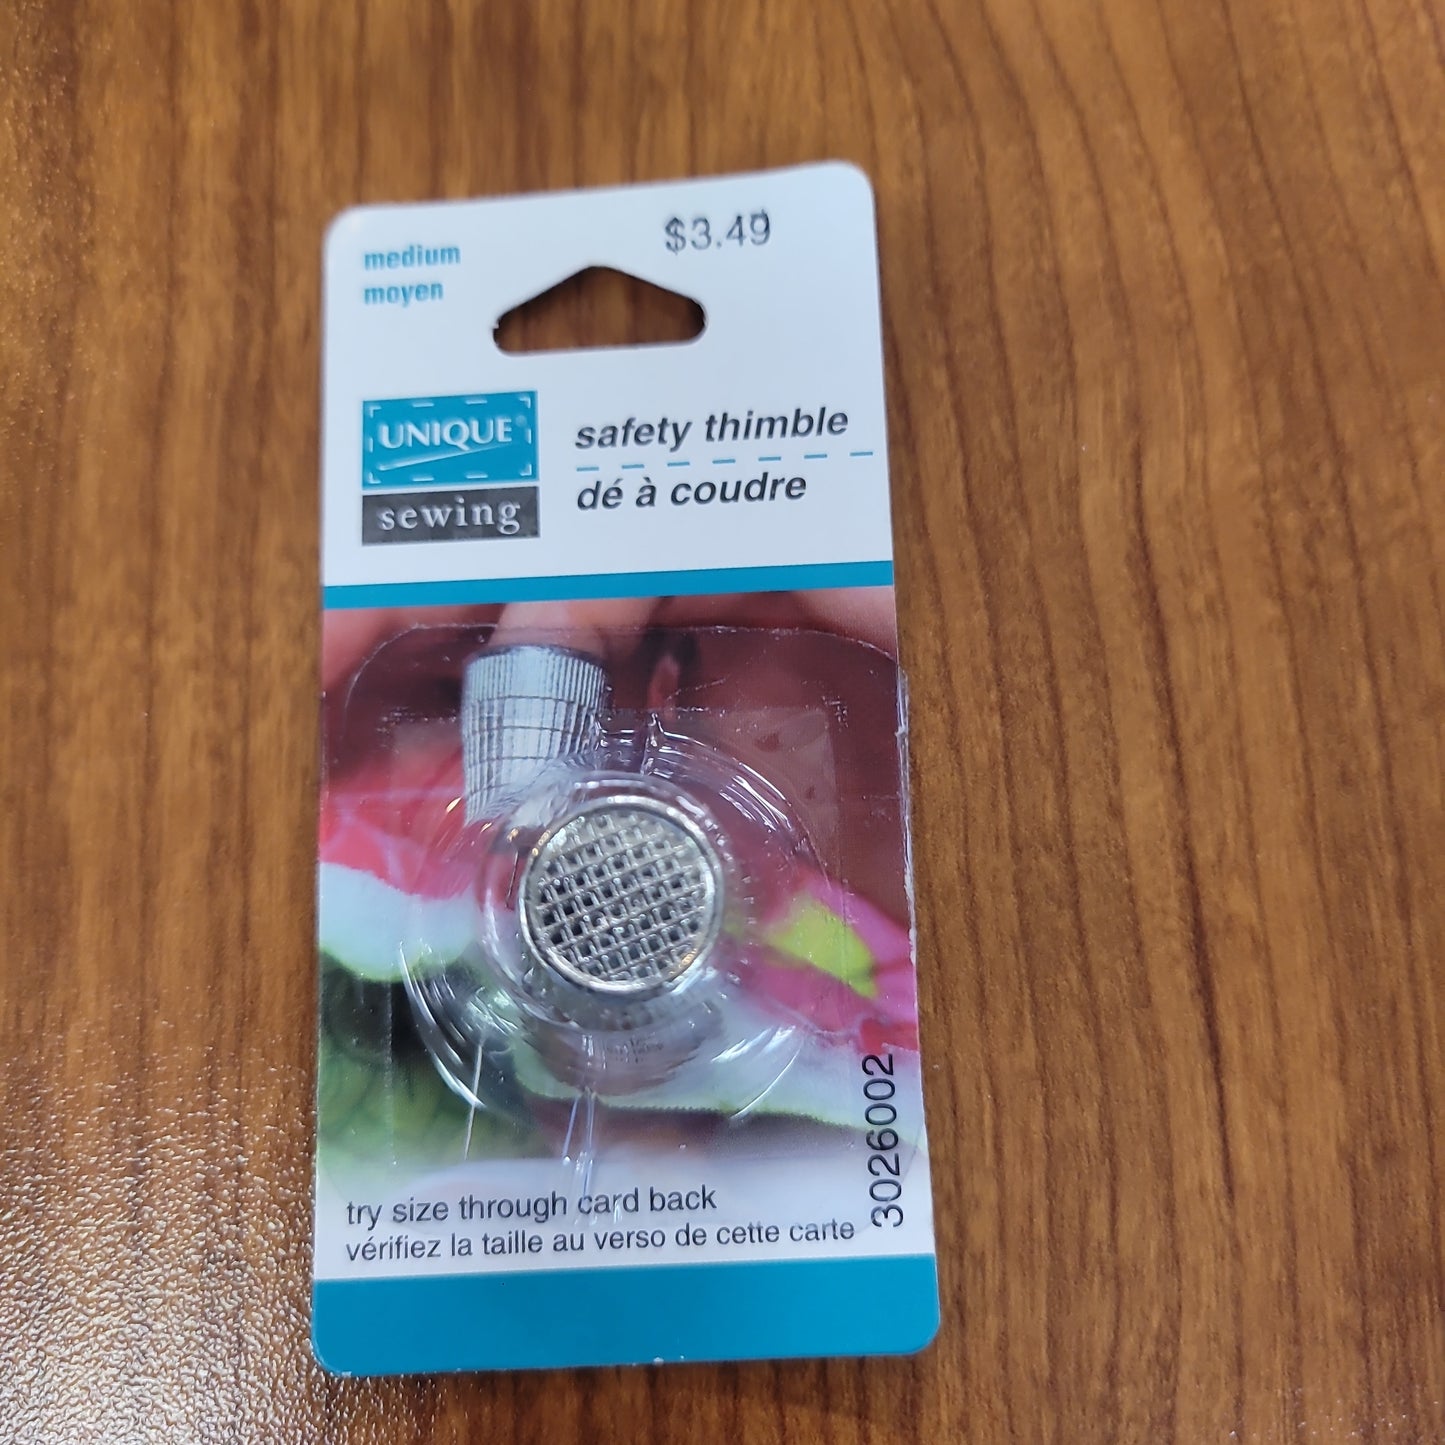 medium
moyen
$3.49
UNIQUE®
sewing
safety thimble
dé à coudre
try size through card back
vérifiez la taille au verso de cette carte
3026002